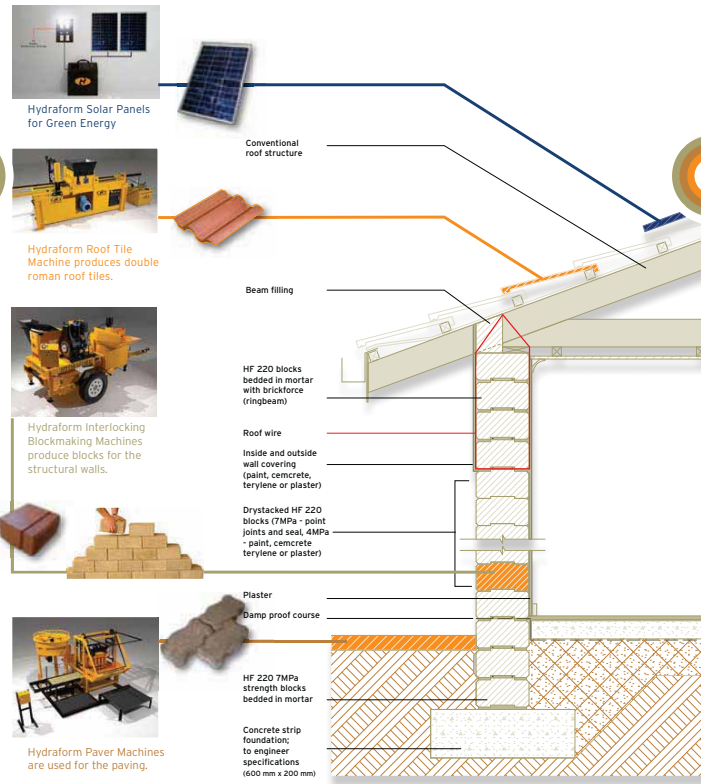 Hydraform Solar Panels
for Green Energy
Conventional
roof structure
Hydraform Roof Tile
Machine produces double
roman roof tiles.
Beam filling
HF 220 blocks
bedded in mortar
with brickforce
(ringbeam)
Hydraform Interlocking
Blockmaking Machines
produce blocks for the
structural walls.
Roof wire
Inside and outside
wall covering
(paint, cemcrete,
terylene or plaster)
Drystacked HF 220
blocks (7MPa - point
joints and seal, 4MPa
- paint, cemcrete
terylene or plaster)
Plaster
Damp proof course
HF 220 7MPa
strength blocks
bedded in mortar
Concrete strip
foundation;
to engineer
specifications
(600 mm x 200 mm)
Hydraform Paver Machines
are used for the paving.